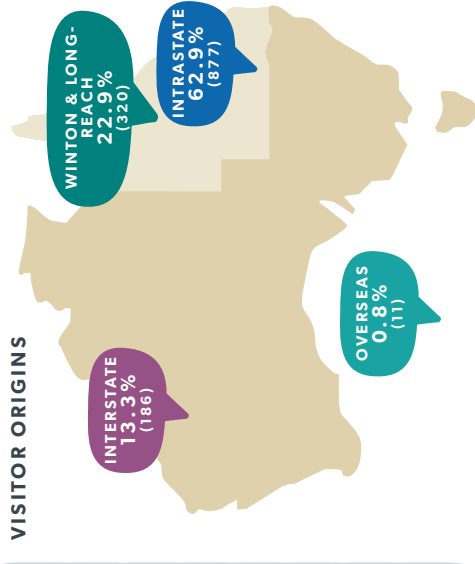 VISITOR ORIGINS
INTERSTATE
13.3%
(186)
WINTON & LONG-
REACH
22.9%
(320)
INTRASTATE
62.9%
(877)
OVERSEAS
0.8%
(11)